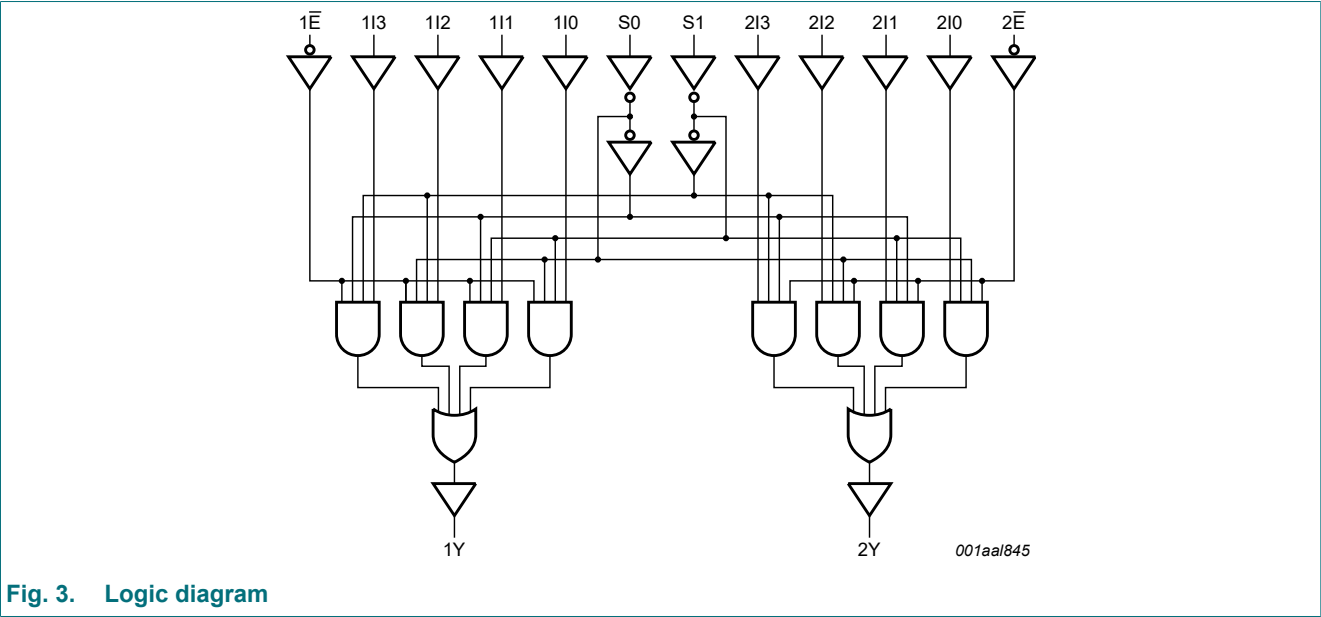 1E̅ 1I3 1I2 1I1 1I0 S0 S1 2I3 2I2 2I1 2I0 2E̅
1Y 2Y 001aal845
Fig. 3. Logic diagram